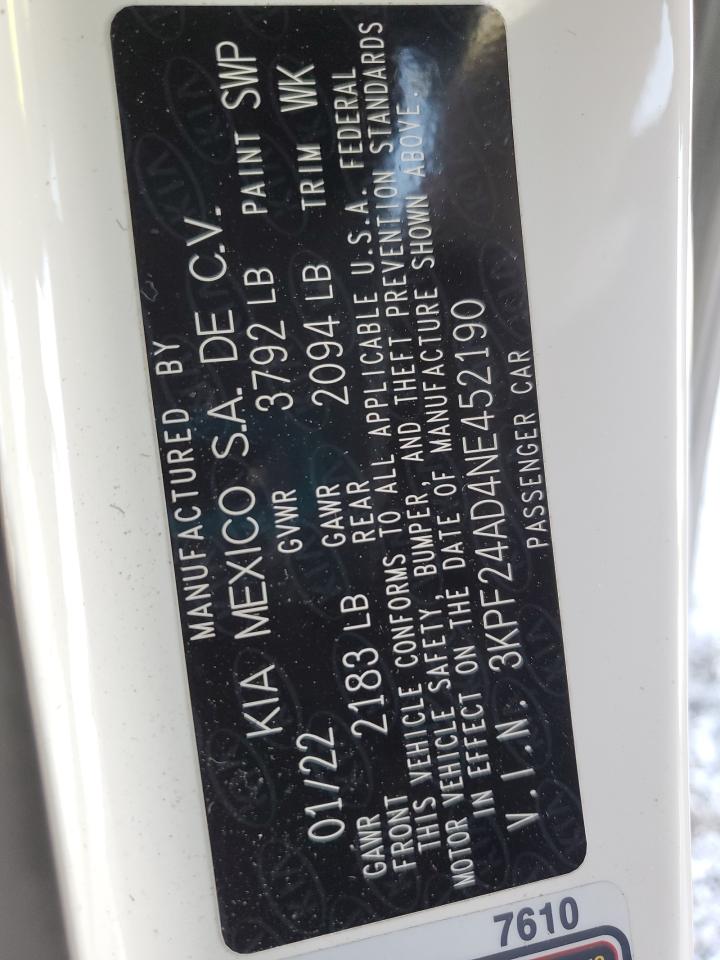 MANUFACTURED BY
KIA MEXICO S.A. DE C.V.
01/22 GVWR 3792 LB PAINT SWP
GAWR FRONT 2183 LB GAWR REAR 2094 LB TRIM WK
THIS VEHICLE CONFORMS TO ALL APPLICABLE U.S.A. FEDERAL
MOTOR VEHICLE SAFETY, BUMPER, AND THEFT PREVENTION STANDARDS
IN EFFECT ON THE DATE OF MANUFACTURE SHOWN ABOVE.
V.I.N. 3KPF24AD4NE452190
PASSENGER CAR
7610